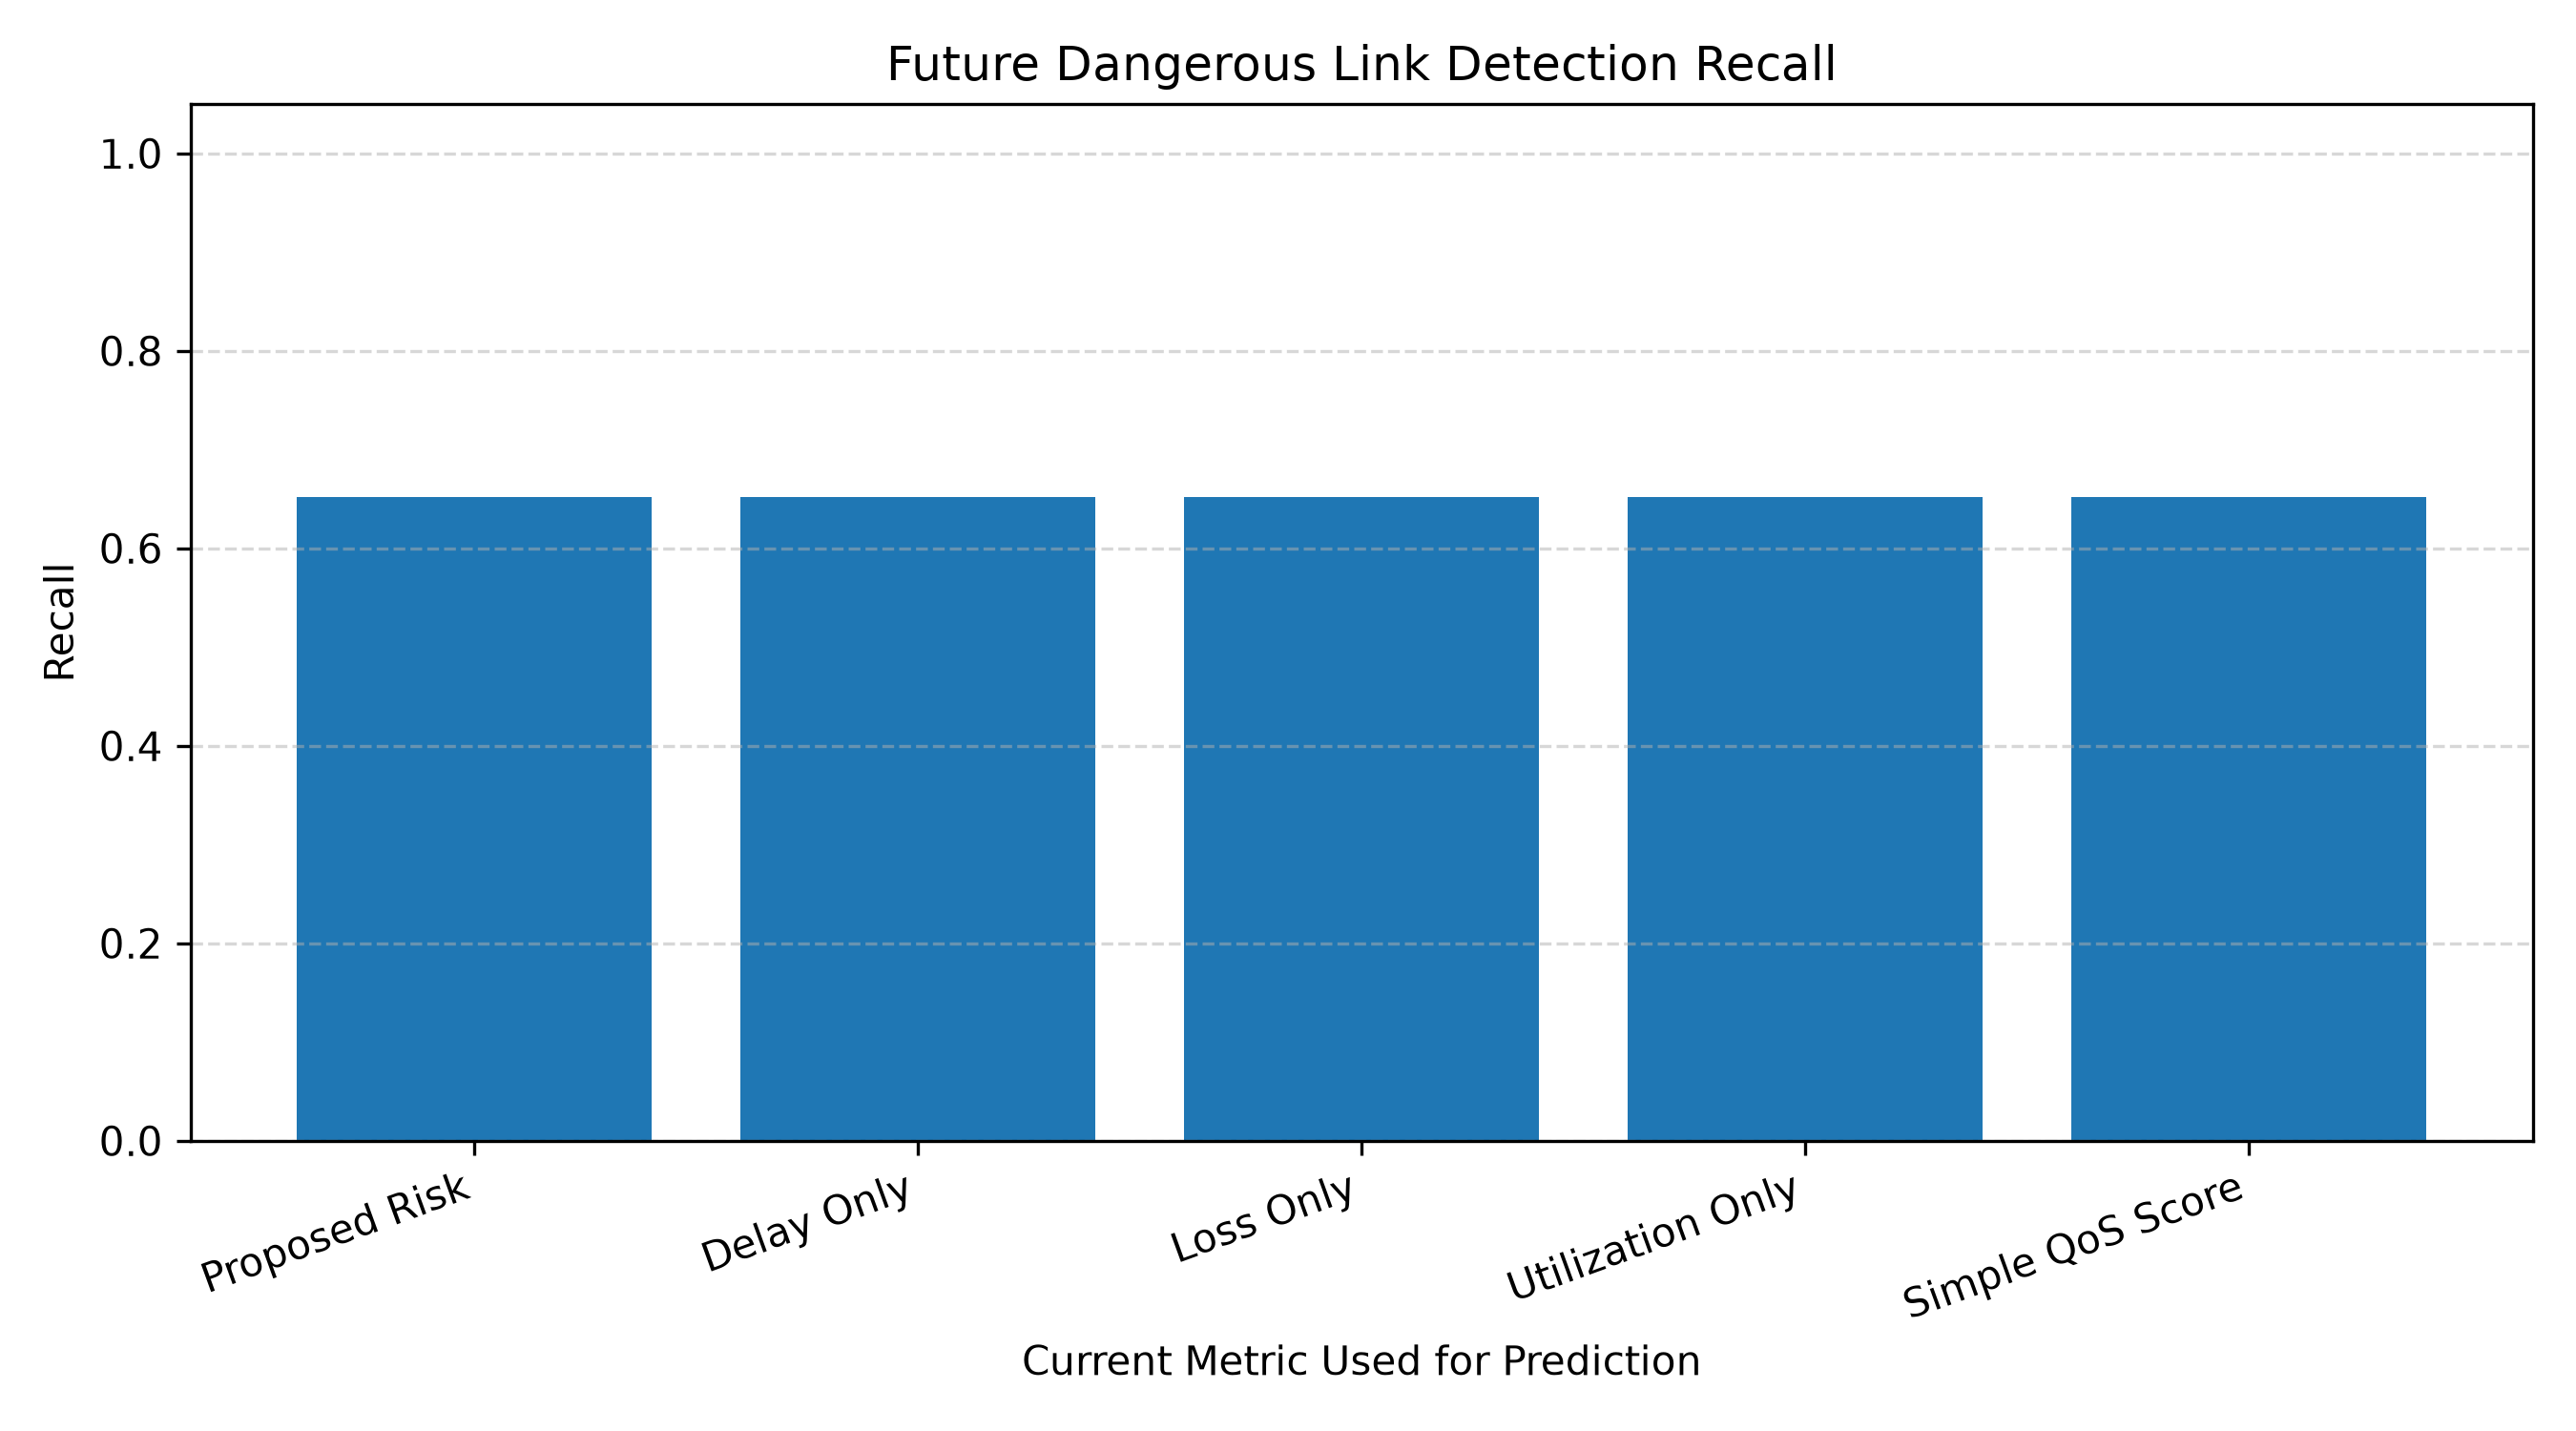 Future Dangerous Link Detection Recall
1.0
0.8
0.6
0.4
0.2
0.0
Recall
Proposed Risk
Delay Only
Loss Only
Utilization Only
Simple QoS Score
Current Metric Used for Prediction